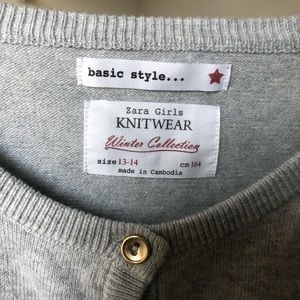 basic style...
Zara Girls
KNITWEAR
Winter Collection
size 13-14 cm 164
made in Cambodia